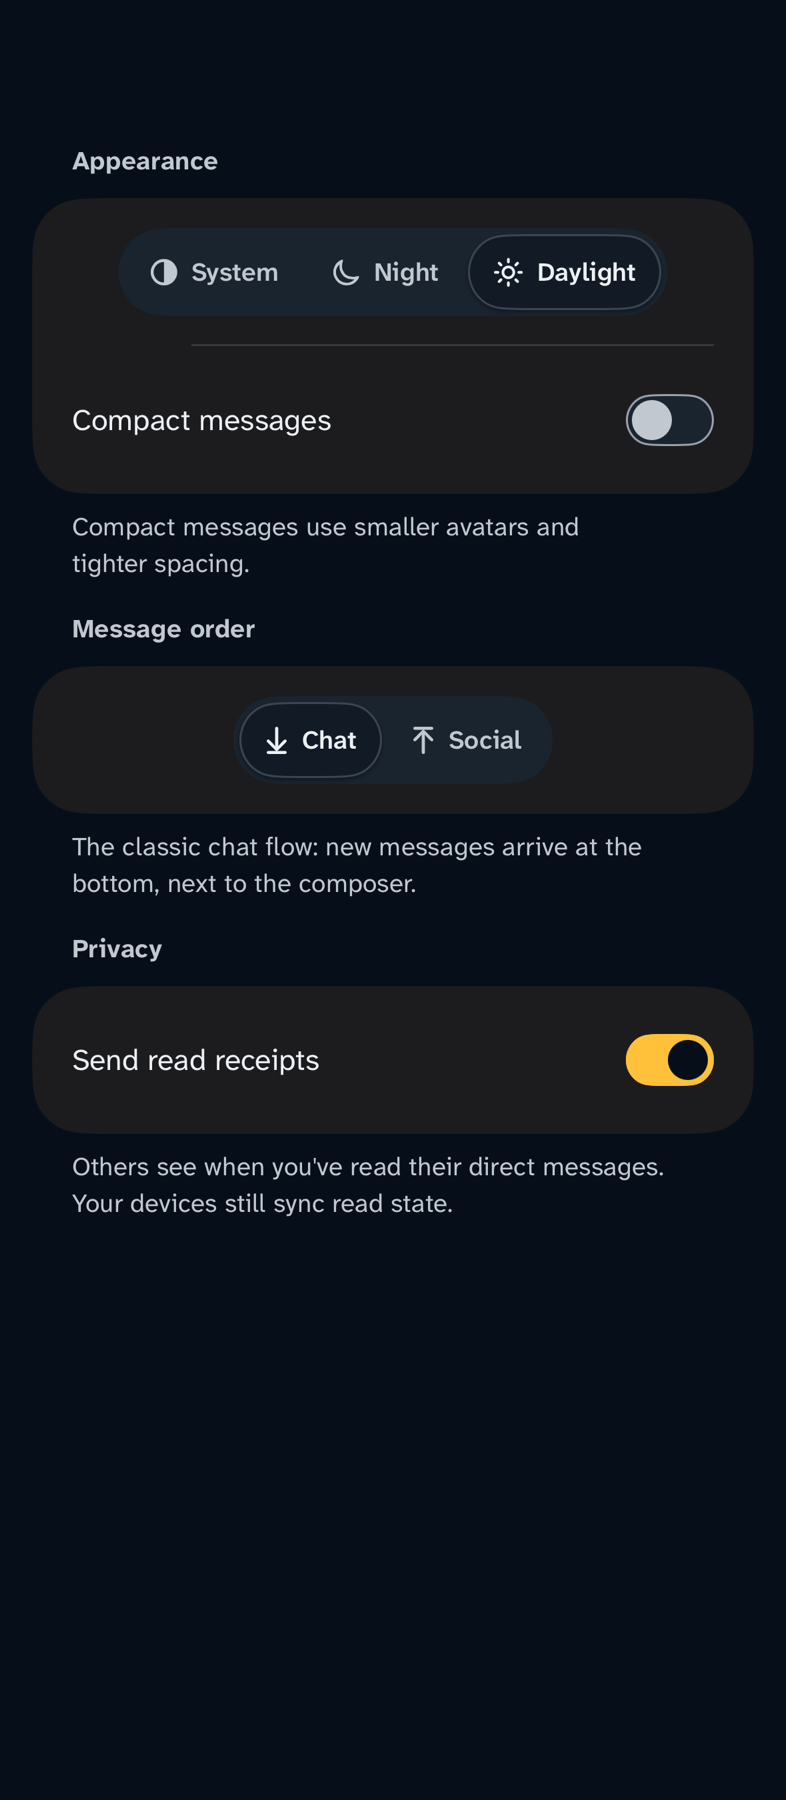 Appearance
System Night Daylight
Compact messages
Compact messages use smaller avatars and
tighter spacing.
Message order
Chat Social
The classic chat flow: new messages arrive at the
bottom, next to the composer.
Privacy
Send read receipts
Others see when you've read their direct messages.
Your devices still sync read state.